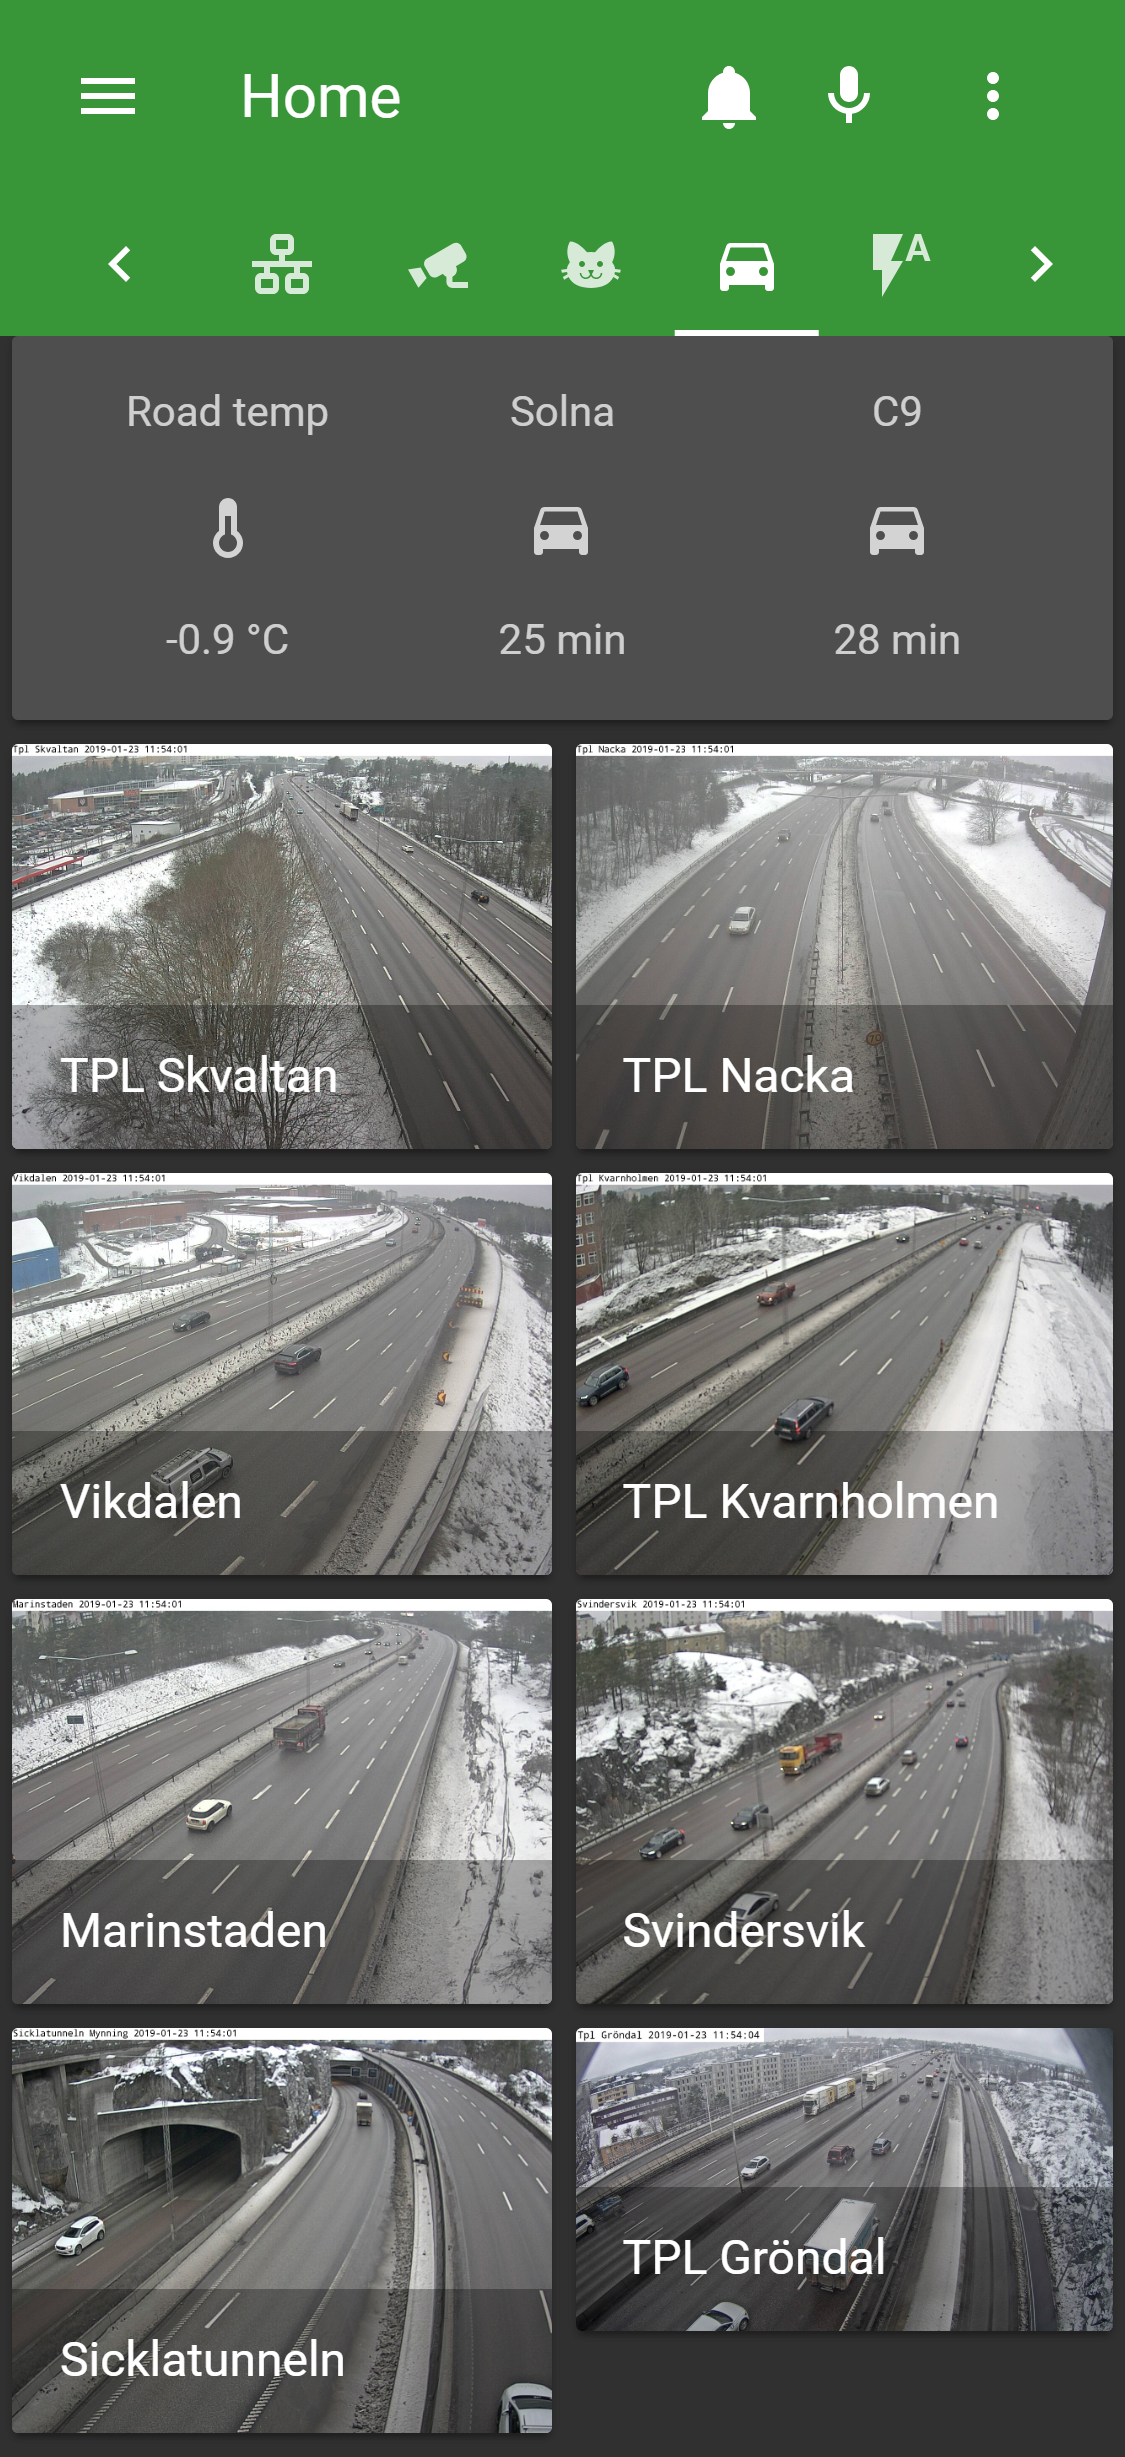 Home
A
Road temp
Solna
C9
-0.9 °C
25 min
28 min
Tpl Skvaltan 2019-01-23 11:54:01
TPL Skvaltan
Tpl Nacka 2019-01-23 11:54:01
70
TPL Nacka
Vikdalen 2019-01-23 11:54:01
Vikdalen
Tpl Kvarnholmen 2019-01-23 11:54:01
TPL Kvarnholmen
Marinstaden 2019-01-23 11:54:01
Marinstaden
Svindersvik 2019-01-23 11:54:01
Svindersvik
Sicklatunneln Mynning 2019-01-23 11:54:01
Sicklatunneln
Tpl Gröndal 2019-01-23 11:54:04
TPL Gröndal